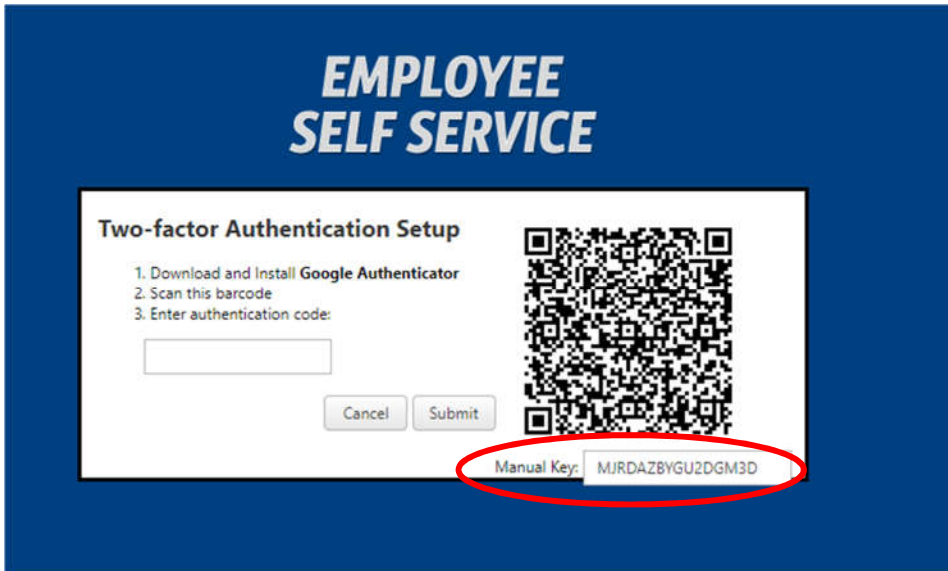 EMPLOYEE
SELF SERVICE
Two-factor Authentication Setup
1. Download and Install Google Authenticator
2. Scan this barcode
3. Enter authentication code:
Cancel Submit
Manual Key: MJRDAZBYGU2DGM3D